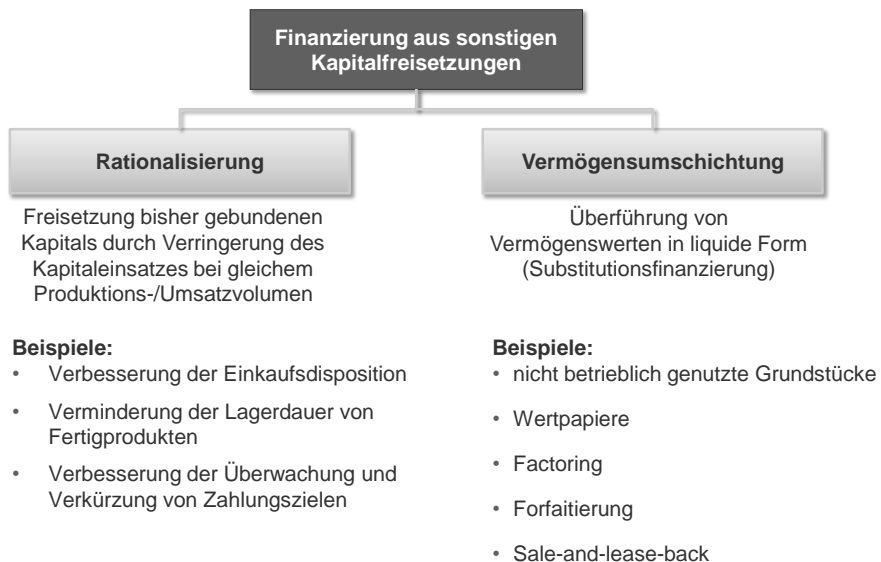 Finanzierung aus sonstigen
Kapitalfreisetzungen
Rationalisierung
Freisetzung bisher gebundenen
Kapitals durch Verringerung des
Kapitaleinsatzes bei gleichem
Produktions-/Umsatzvolumen
Beispiele:
• Verbesserung der Einkaufsdisposition
• Verminderung der Lagerdauer von
Fertigprodukten
• Verbesserung der Überwachung und
Verkürzung von Zahlungszielen
Vermögensumschichtung
Überführung von
Vermögenswerten in liquide Form
(Substitutionsfinanzierung)
Beispiele:
• nicht betrieblich genutzte Grundstücke
• Wertpapiere
• Factoring
• Forfaitierung
• Sale-and-lease-back